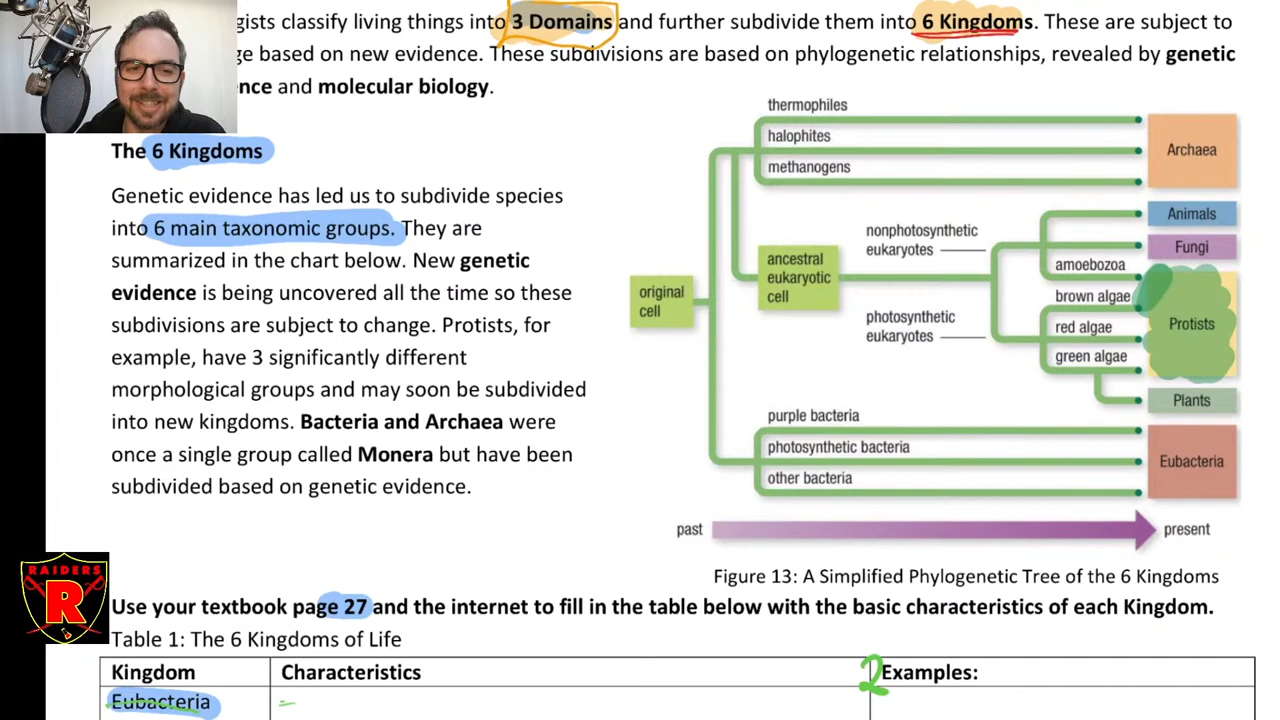 gists classify living things into 3 Domains and further subdivide them into 6 Kingdoms. These are subject to
ge based on new evidence. These subdivisions are based on phylogenetic relationships, revealed by genetic
nce and molecular biology.
The 6 Kingdoms
Genetic evidence has led us to subdivide species
into 6 main taxonomic groups. They are
summarized in the chart below. New genetic
evidence is being uncovered all the time so these
subdivisions are subject to change. Protists, for
example, have 3 significantly different
morphological groups and may soon be subdivided
into new kingdoms. Bacteria and Archaea were
once a single group called Monera but have been
subdivided based on genetic evidence.
thermophiles
halophites
methanogens
Archaea
original
cell
ancestral
eukaryotic
cell
nonphotosynthetic
eukaryotes
photosynthetic
eukaryotes
Animals
Fungi
amoebozoa
brown algae
red algae
green algae
Protists
Plants
purple bacteria
photosynthetic bacteria
other bacteria
Eubacteria
past
present
Figure 13: A Simplified Phylogenetic Tree of the 6 Kingdoms
RAIDERS
R
Use your textbook page 27 and the internet to fill in the table below with the basic characteristics of each Kingdom.
Table 1: The 6 Kingdoms of Life
Kingdom Characteristics 2 Examples:
Eubacteria